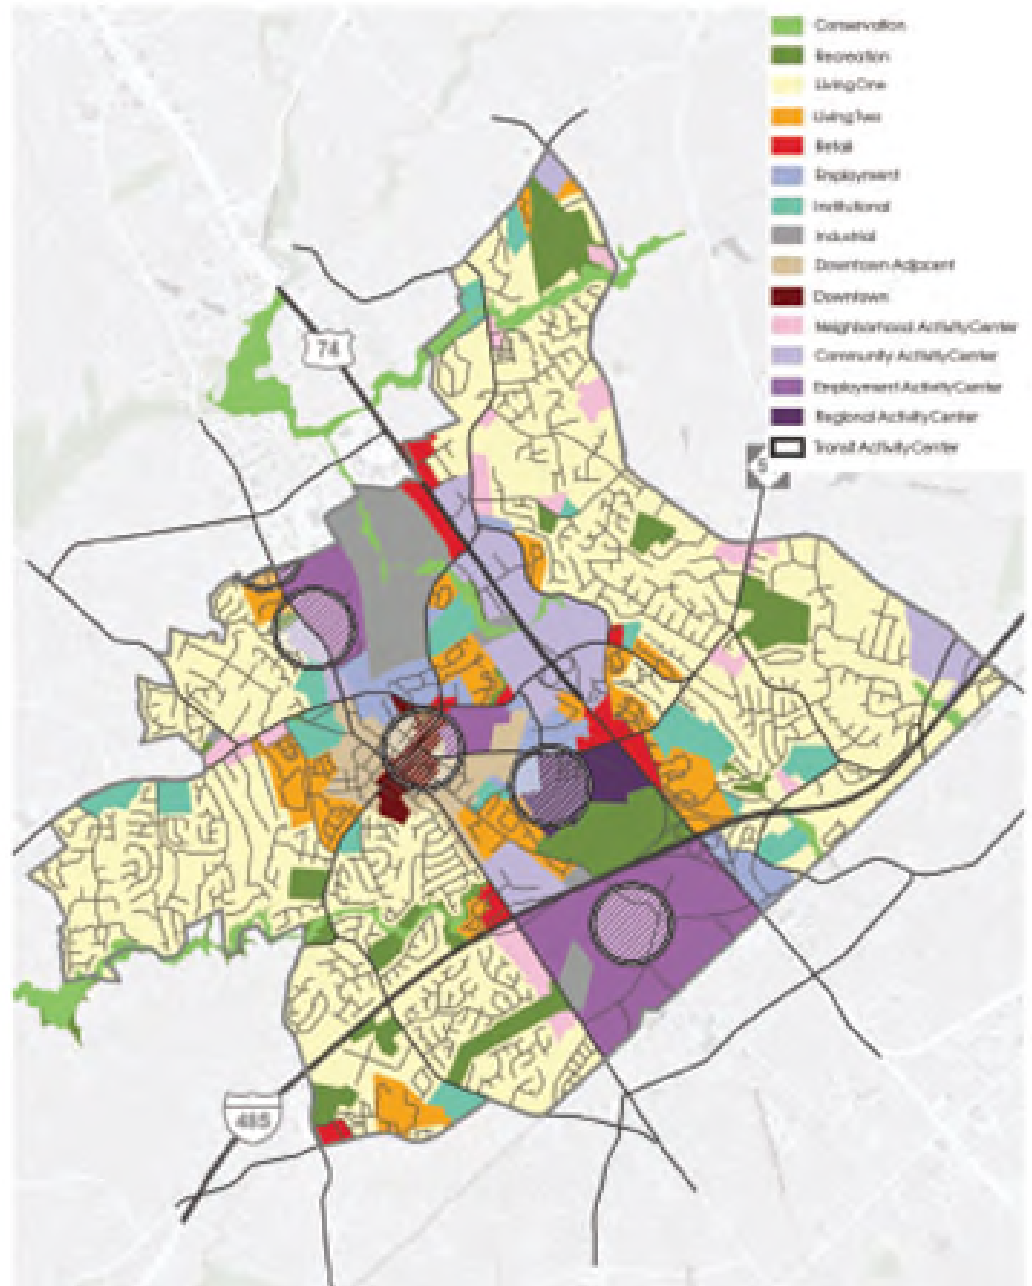 Conservation
Recreation
Living One
Living Two
Retail
Employment
Institutional
Industrial
Downtown Adjacent
Downtown
Neighborhood Activity Center
Community Activity Center
Employment Activity Center
Regional Activity Center
Transit Activity Center
74
485